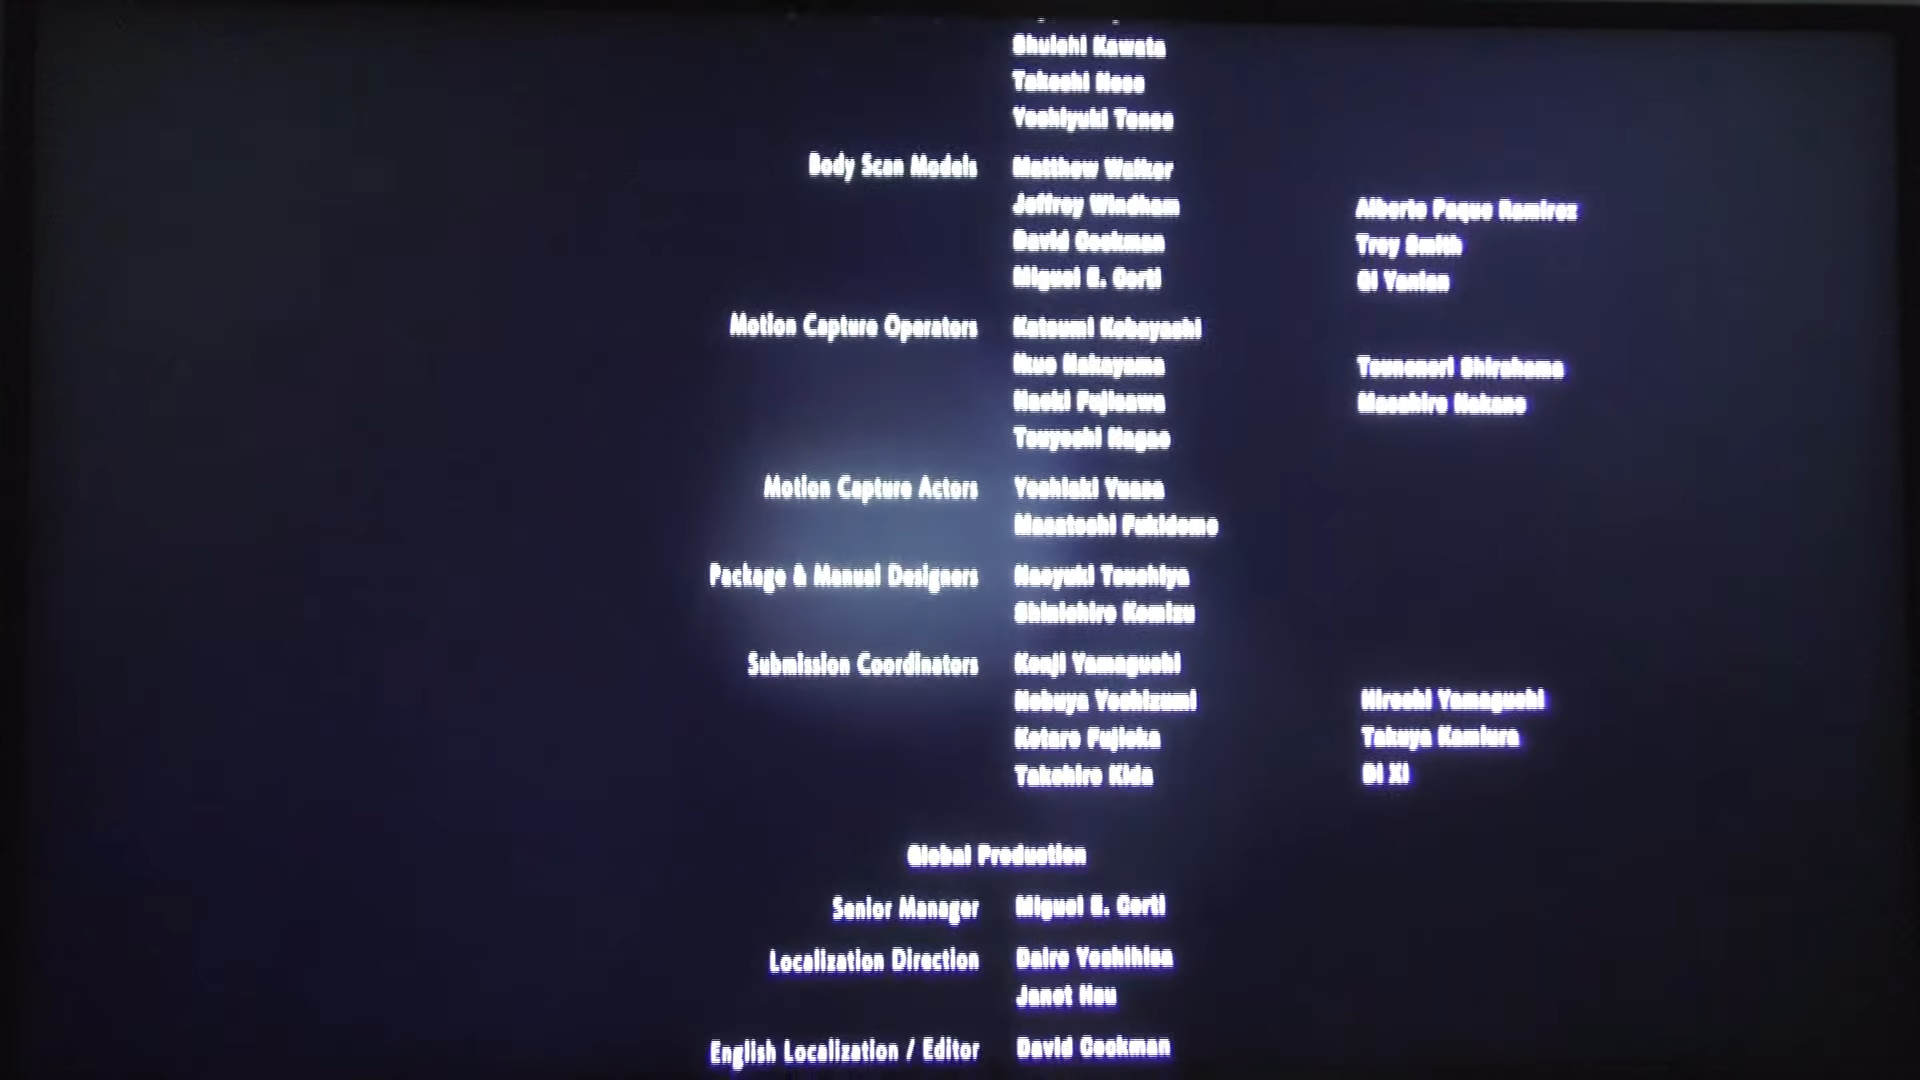 Shuichi Kawata
Takeshi Nose
Yoshiyuki Tonoo
Body Scan Models Matthew Walker
Jeffrey Windham Alberto Paque Ramirez
David Cookman Troy Smith
Miguel E. Corti Qi Yanlan
Motion Capture Operators Katsumi Kobayashi
Ikuo Nakayama Tsunenori Shirahama
Naoki Fujisawa Masahiro Nakano
Tsuyoshi Nagao
Motion Capture Actors Yoshiaki Yuasa
Masatoshi Fukidome
Package & Manual Designers Naoyuki Tsuchiya
Shinichiro Komizu
Submission Coordinators Kenji Yamaguchi
Nobuya Yoshizumi Hiroshi Yamaguchi
Kotaro Fujioka Takuya Kamiura
Takehiro Kida Di Xi
Global Production
Senior Manager Miguel E. Corti
Localization Direction Dairo Yoshihisa
Janet Hsu
English Localization / Editor David Cookman